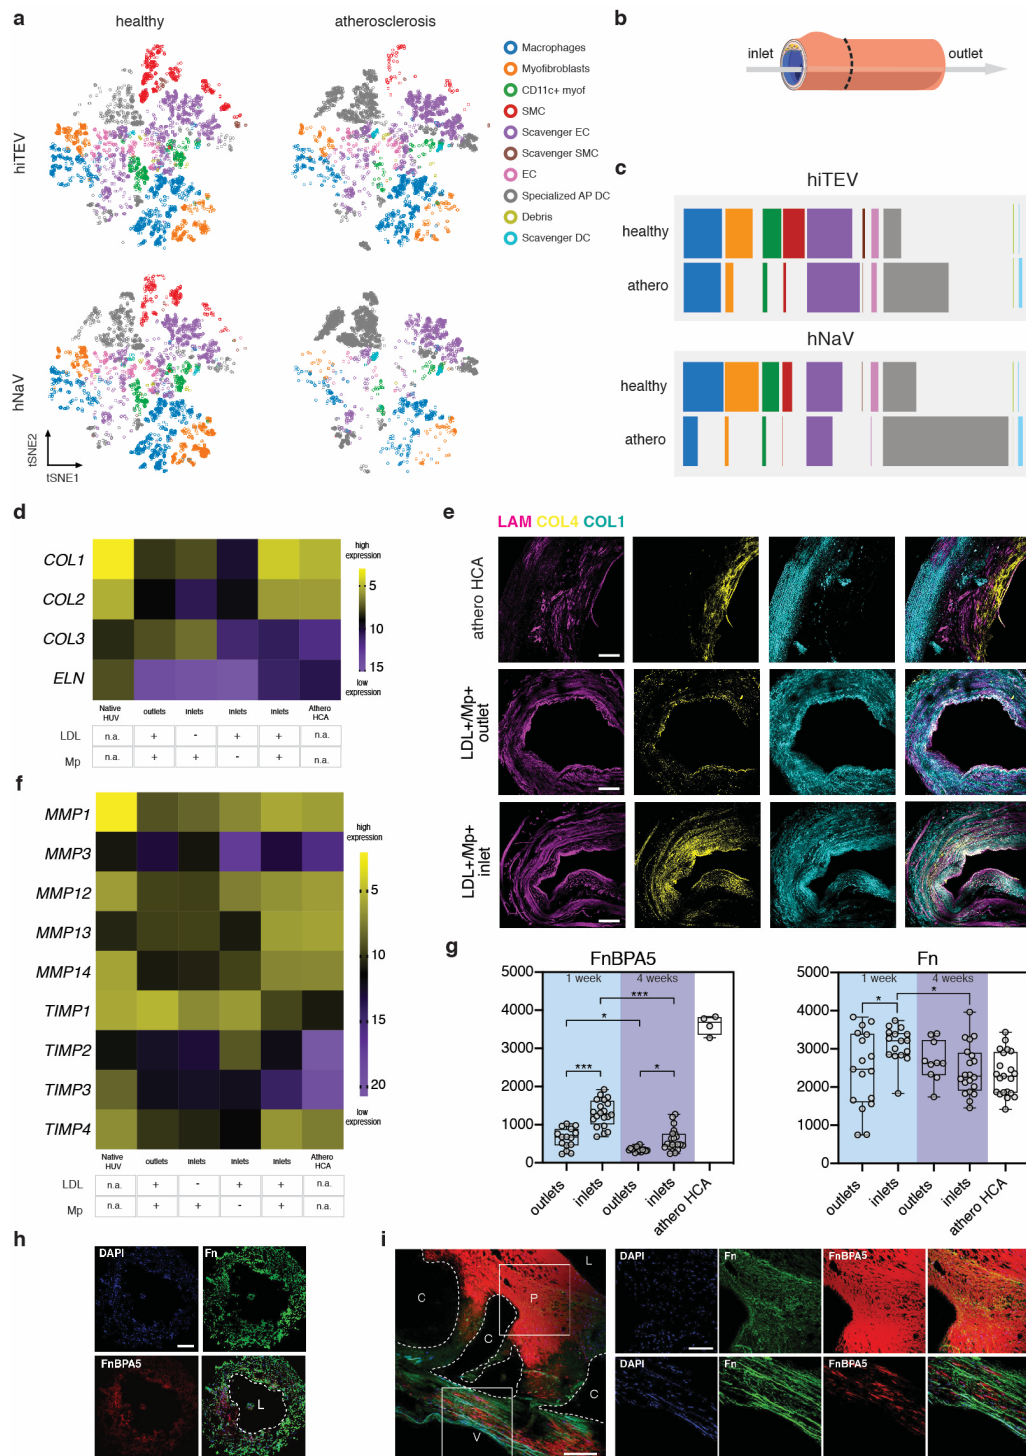 a
healthy
atherosclerosis
hiTEV
hNaV
tSNE2
tSNE1
Macrophages
Myofibroblasts
CD11c+ myof
SMC
Scavenger EC
Scavenger SMC
EC
Specialized AP DC
Debris
Scavenger DC
b
inlet
outlet
c
hiTEV
healthy
athero
hNaV
healthy
athero
d
COL1
COL2
COL3
ELN
high
expression
5
10
15
low
expression
Native
HUV
outlets
inlets
inlets
inlets
Athero
HCA
LDL
n.a.
+
-
+
+
n.a.
Mp
n.a.
+
+
-
+
n.a.
e
LAM COL4 COL1
athero HCA
LDL+/Mp+
outlet
LDL+/Mp+
inlet
f
MMP1
MMP3
MMP12
MMP13
MMP14
TIMP1
TIMP2
TIMP3
TIMP4
high
expression
5
10
15
20
low
expression
Native
HUV
outlets
inlets
inlets
inlets
Athero
HCA
LDL
n.a.
+
-
+
+
n.a.
Mp
n.a.
+
+
-
+
n.a.
g
FnBPA5
5000
4000
3000
2000
1000
0
1 week
4 weeks
***
*
***
*
outlets
inlets
outlets
inlets
athero HCA
Fn
5000
4000
3000
2000
1000
0
1 week
4 weeks
*
*
outlets
inlets
outlets
inlets
athero HCA
h
DAPI
Fn
FnBPA5
L
i
C
P
L
C
C
V
DAPI
Fn
FnBPA5
DAPI
Fn
FnBPA5